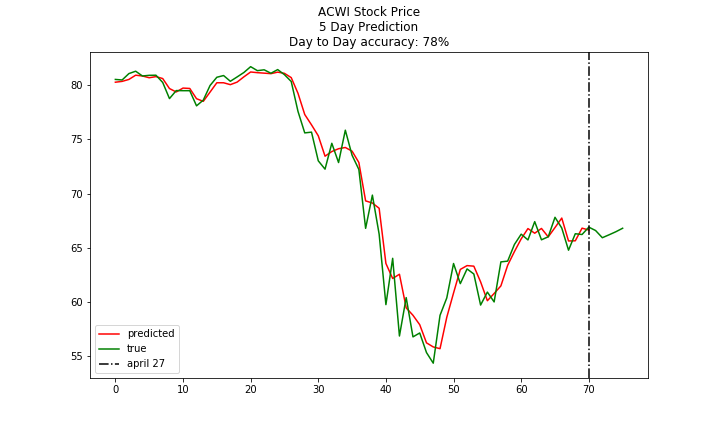 ACWI Stock Price
5 Day Prediction
Day to Day accuracy: 78%
80
75
70
65
60
55
predicted
true
april 27
0 10 20 30 40 50 60 70